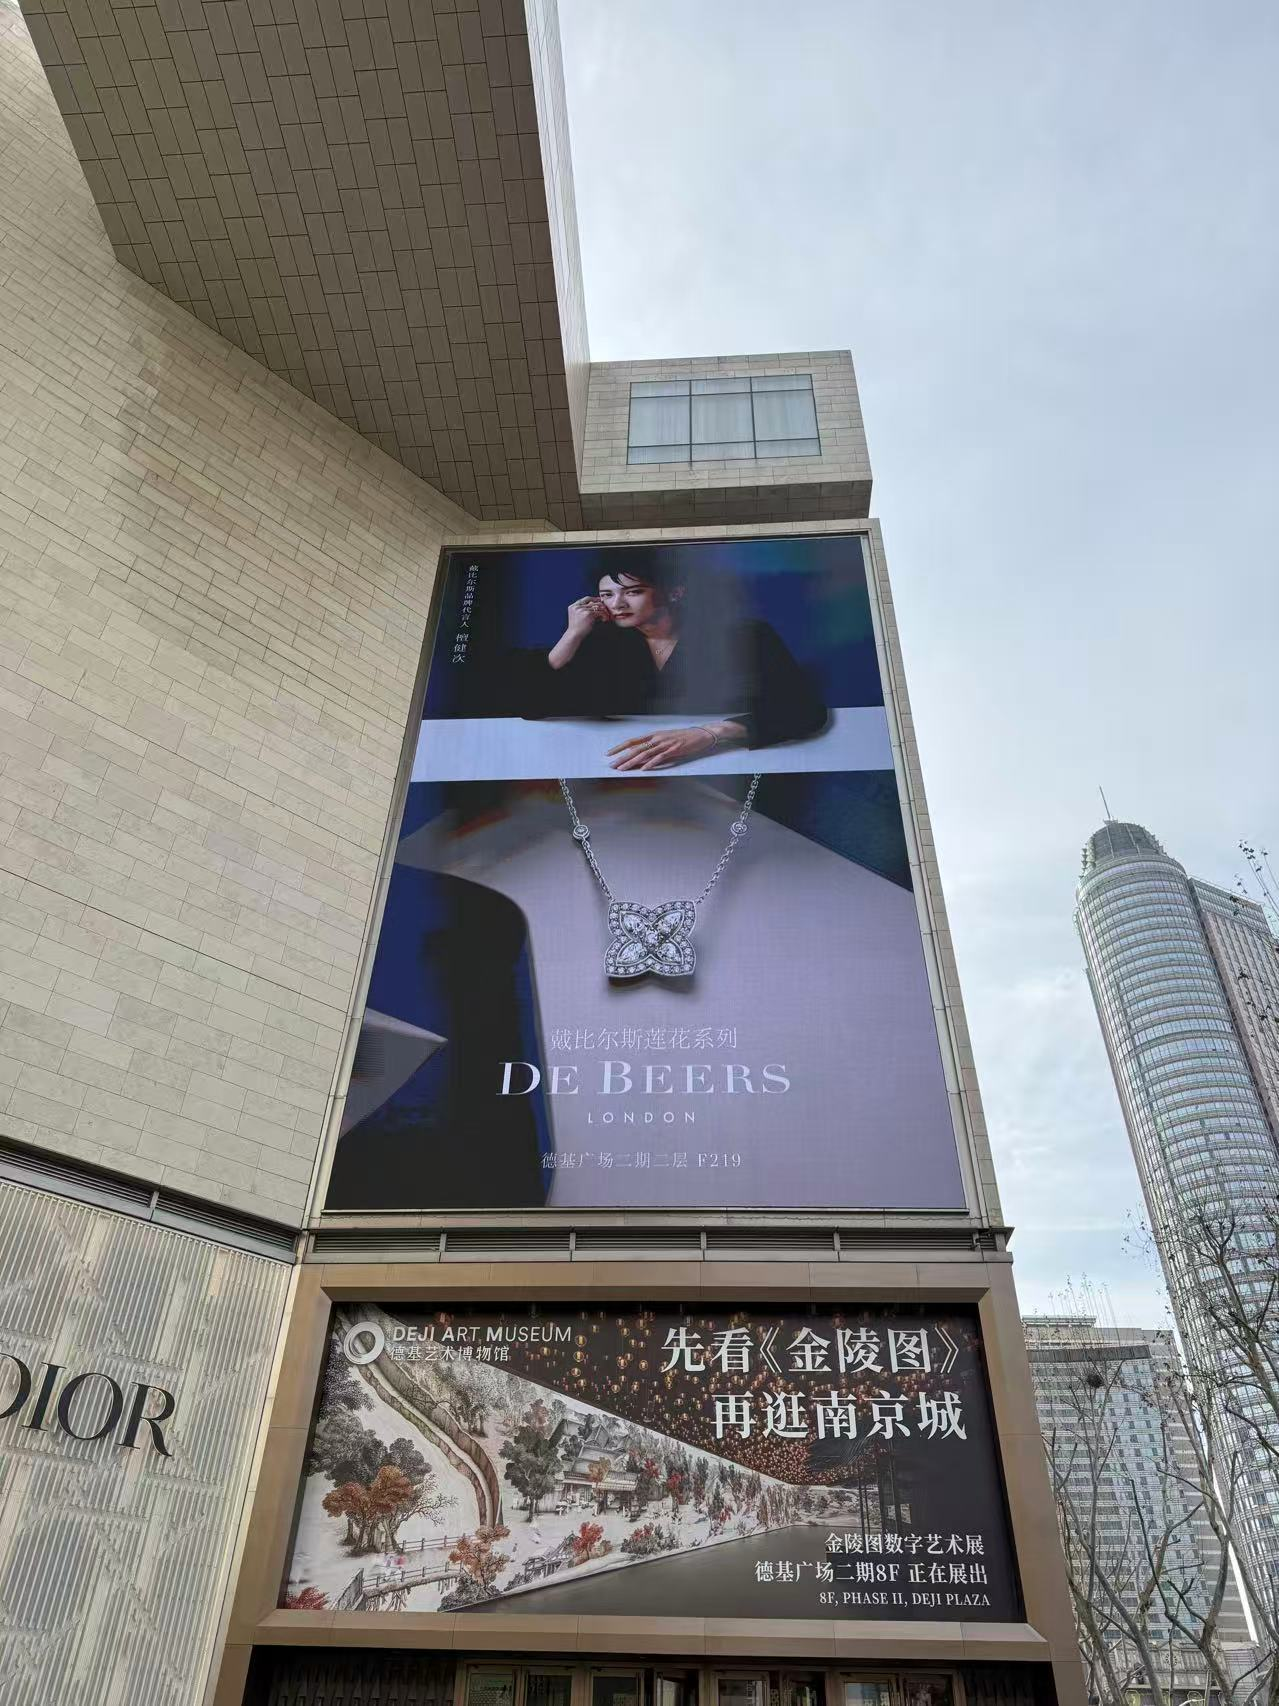 戴比尔斯品牌代言人 檀健次
戴比尔斯莲花系列
DE BEERS
LONDON
德基广场二期二层 F219
DIOR
DEJI ART MUSEUM
德基艺术博物馆
先看《金陵图》
再逛南京城
金陵图数字艺术展
德基广场二期8F 正在展出
8F, PHASE II, DEJI PLAZA